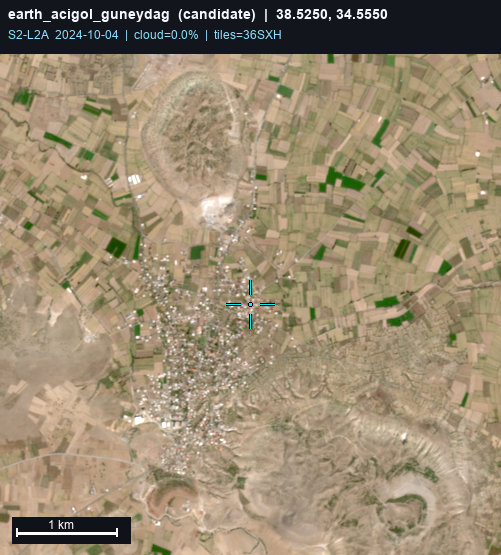 earth_acigol_guneydag (candidate) | 38.5250, 34.5550
S2-L2A 2024-10-04 | cloud=0.0% | tiles=36SXH
1 km